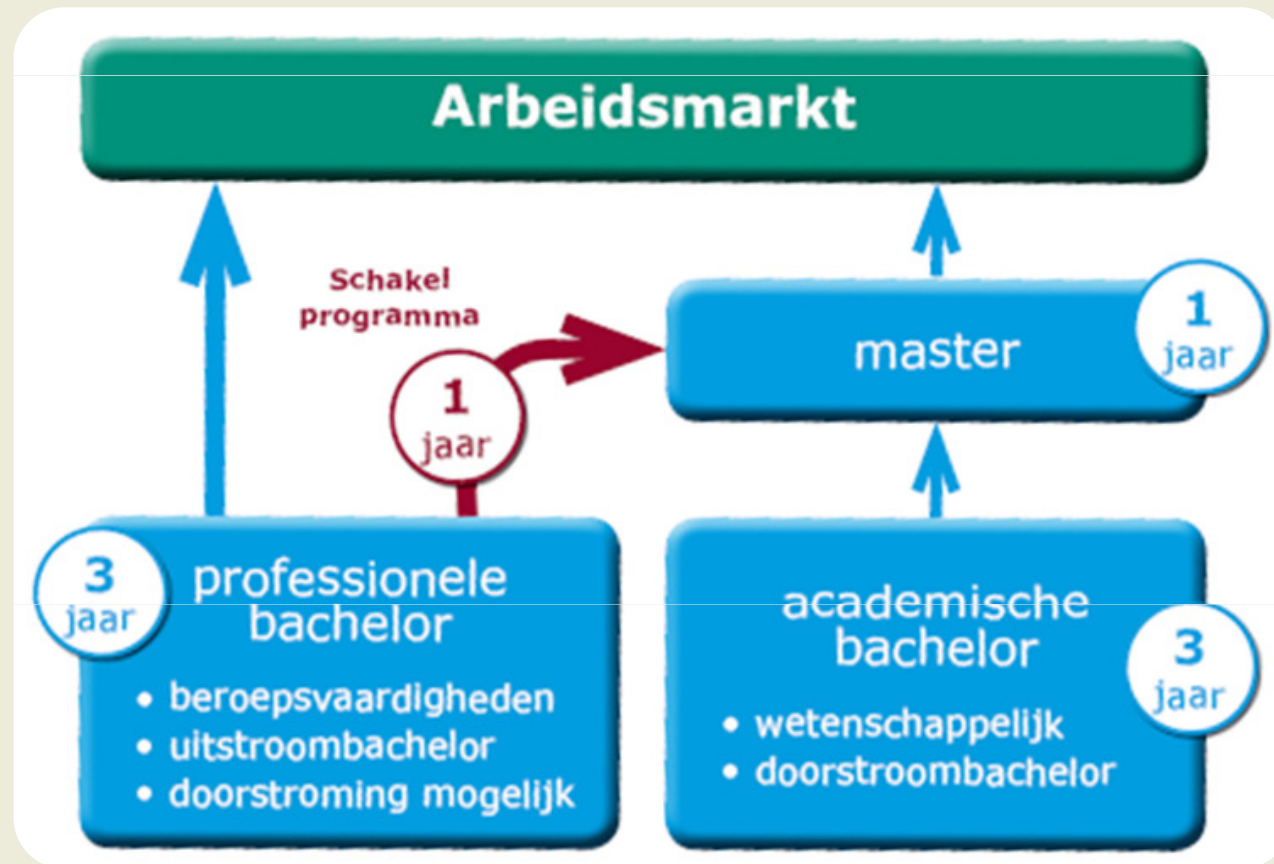 Arbeidsmarkt
Schakel
programma
1
jaar
master
1
jaar
3
jaar
professionele
bachelor
• beroepsvaardigheden
• uitstroombachelor
• doorstroming mogelijk
academische
bachelor
3
jaar
• wetenschappelijk
• doorstroombachelor